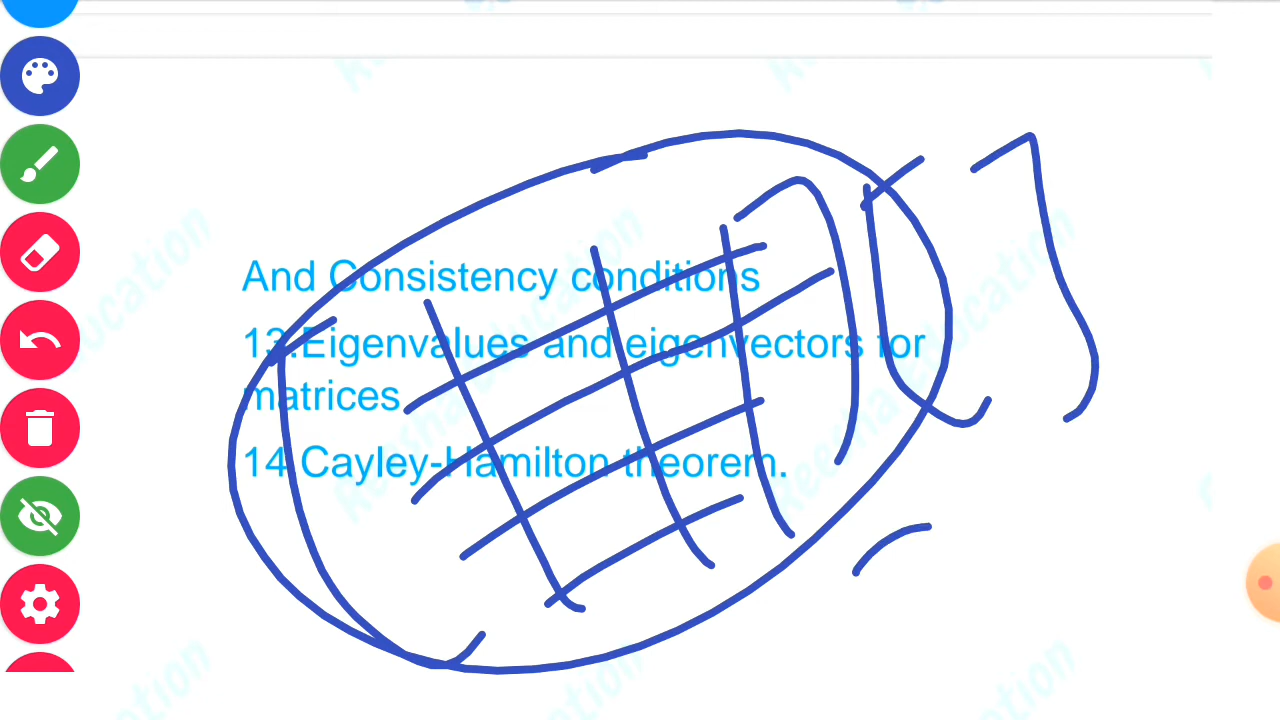 And Consistency conditions
13.Eigenvalues and eigenvectors for
matrices
14.Cayley-Hamilton theorem.